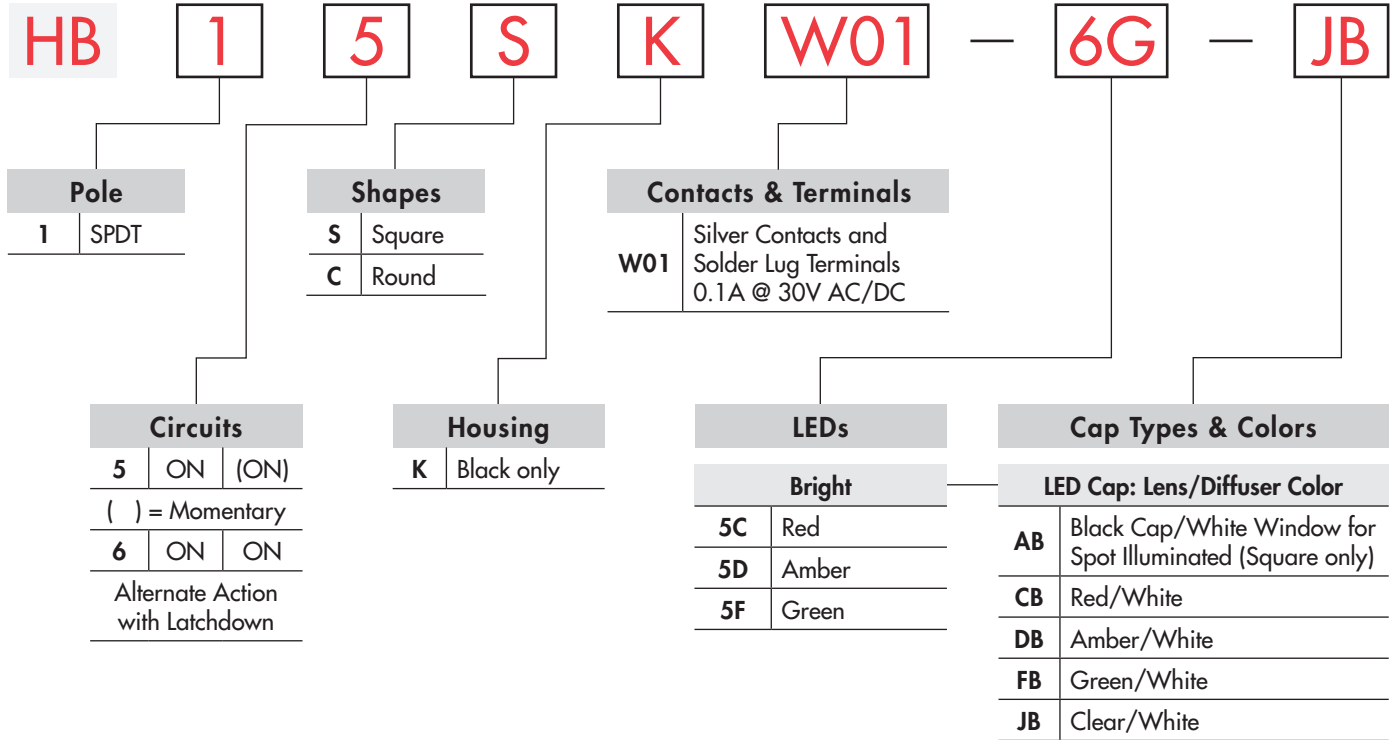 HB 1 5 S K W01 — 6G — JB
Pole
1 SPDT
Shapes
S Square
C Round
Contacts & Terminals
W01 Silver Contacts and
Solder Lug Terminals
0.1A @ 30V AC/DC
Circuits
5 ON (ON)
( ) = Momentary
6 ON ON
Alternate Action
with Latchdown
Housing
K Black only
LEDs
Bright
5C Red
5D Amber
5F Green
Cap Types & Colors
LED Cap: Lens/Diffuser Color
AB Black Cap/White Window for
Spot Illuminated (Square only)
CB Red/White
DB Amber/White
FB Green/White
JB Clear/White